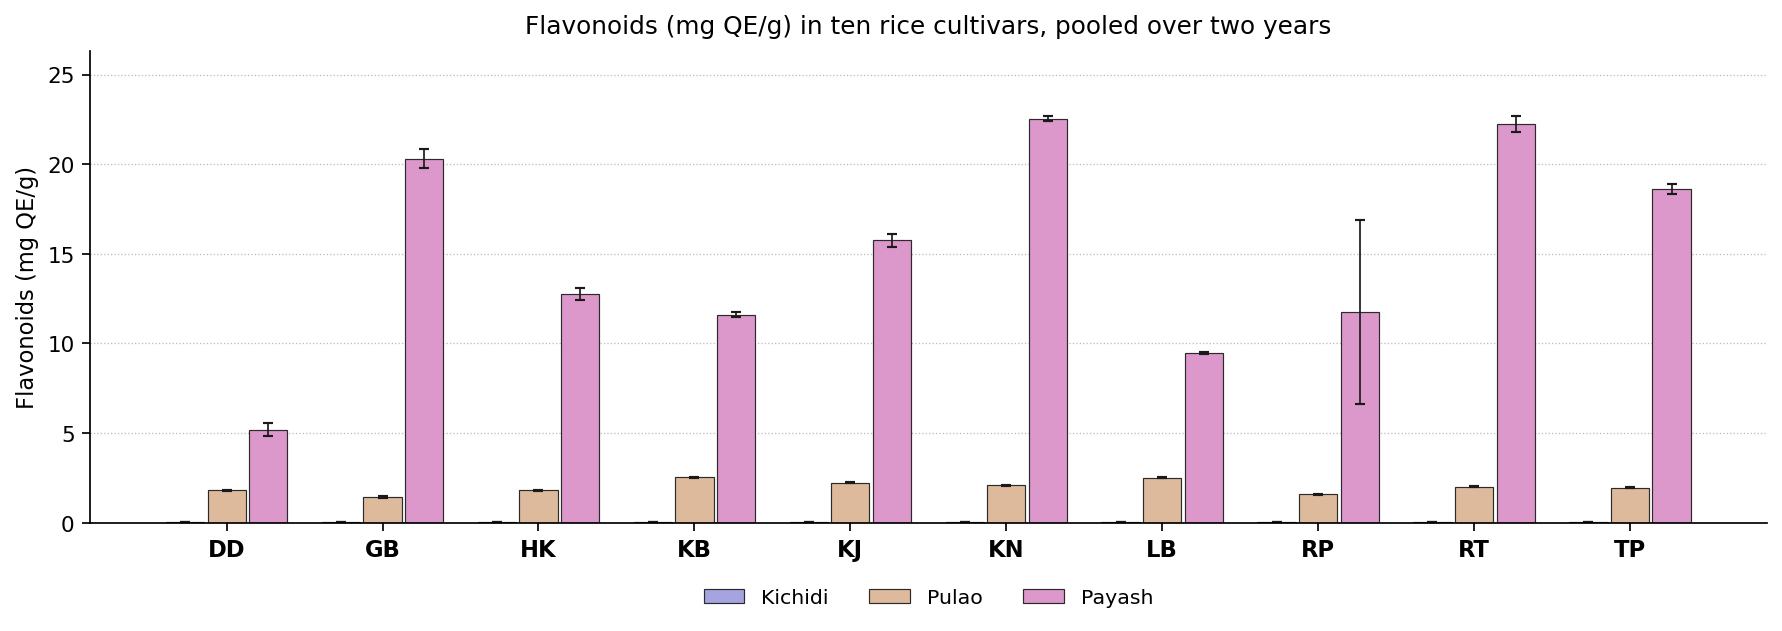 Flavonoids (mg QE/g) in ten rice cultivars, pooled over two years
Flavonoids (mg QE/g)
25
20
15
10
5
0
DD GB HK KB KJ KN LB RP RT TP
Kichidi Pulao Payash